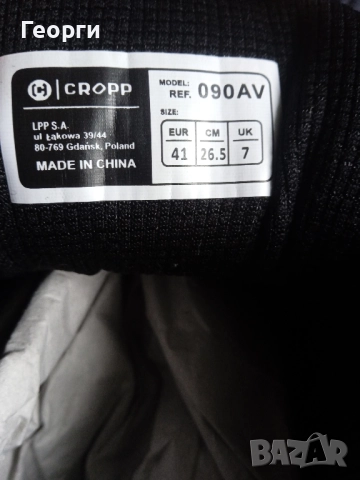 Георги
CROPP
MODEL:
REF. 090AV
LPP S.A.
ul Łąkowa 39/44
80-769 Gdańsk, Poland
MADE IN CHINA
SIZE:
EUR CM UK
41 26.5 7
BAZAR